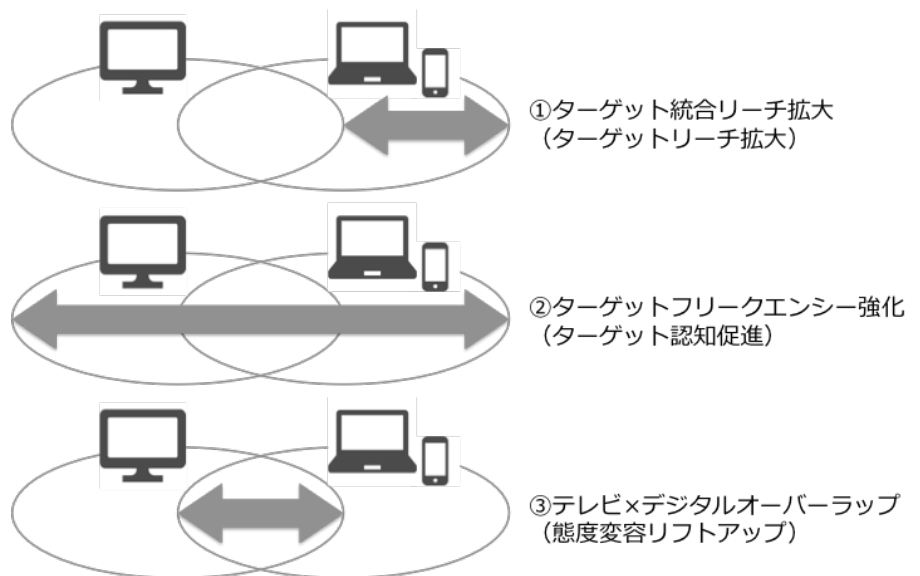 ①ターゲット統合リーチ拡大
（ターゲットリーチ拡大）
②ターゲットフリークエンシー強化
（ターゲット認知促進）
③テレビ×デジタルオーバーラップ
（態度変容リフトアップ）